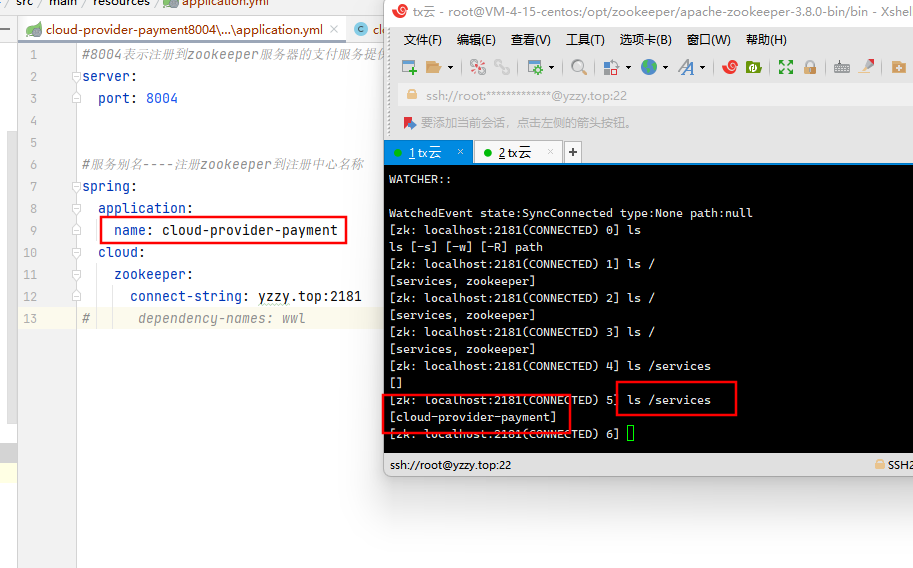 src / main / resources / application.yml
cloud-provider-payment8004\...\application.yml
1 #8004表示注册到zookeeper服务器的支付服务提供
2 server:
3 port: 8004
4
5
6 #服务别名----注册zookeeper到注册中心名称
7 spring:
8 application:
9 name: cloud-provider-payment
10 cloud:
11 zookeeper:
12 connect-string: yzzy.top:2181
13 # dependency-names: wwl
tx云 - root@VM-4-15-centos:/opt/zookeeper/apache-zookeeper-3.8.0-bin/bin - Xshel
文件(F) 编辑(E) 查看(V) 工具(T) 选项卡(B) 窗口(W) 帮助(H)
ssh://root:*************@yzzy.top:22
要添加当前会话，点击左侧的箭头按钮。
1 tx云 × 2 tx云 × +
WATCHER::
WatchedEvent state:SyncConnected type:None path:null
[zk: localhost:2181(CONNECTED) 0] ls
ls [-s] [-w] [-R] path
[zk: localhost:2181(CONNECTED) 1] ls /
[services, zookeeper]
[zk: localhost:2181(CONNECTED) 2] ls /
[services, zookeeper]
[zk: localhost:2181(CONNECTED) 3] ls /
[services, zookeeper]
[zk: localhost:2181(CONNECTED) 4] ls /services
[]
[zk: localhost:2181(CONNECTED) 5] ls /services
[cloud-provider-payment]
[zk: localhost:2181(CONNECTED) 6]
ssh://root@yzzy.top:22
SSH2